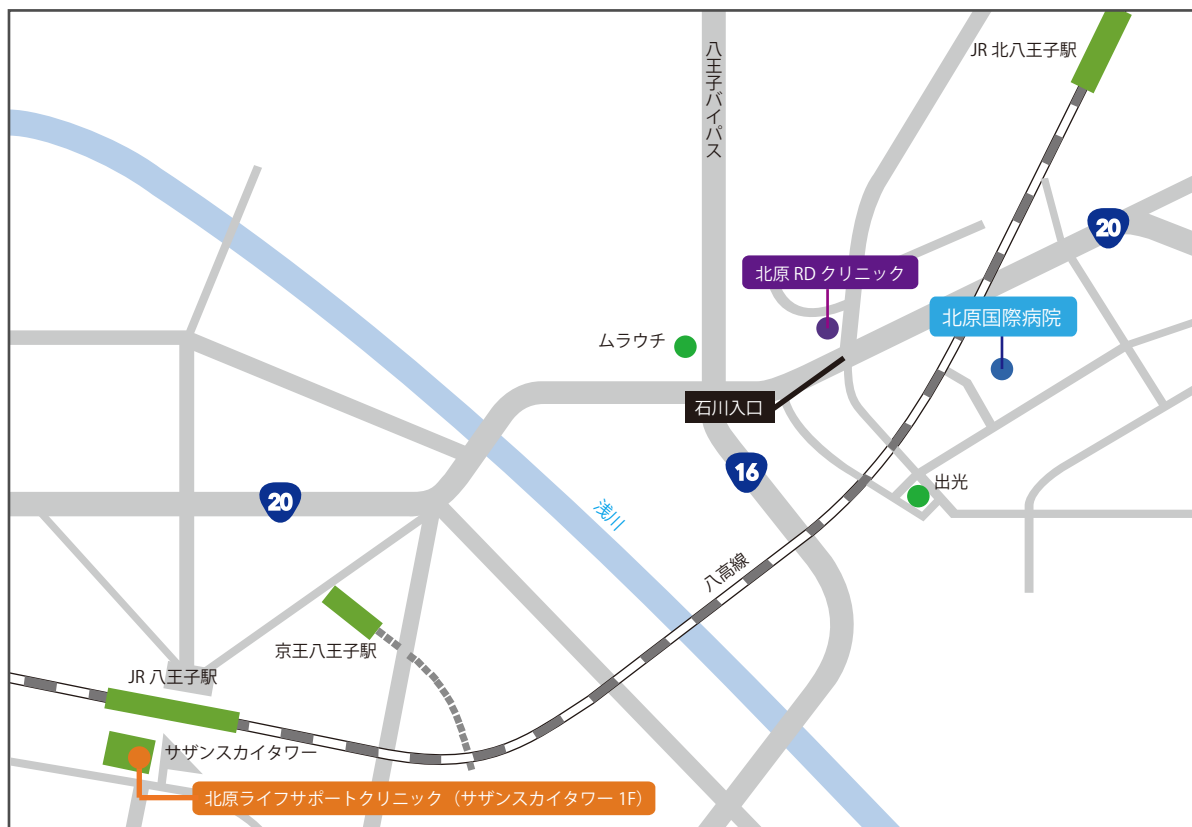 JR 北八王子駅
八王子バイパス
20
北原 RD クリニック
北原国際病院
ムラウチ
石川入口
16
出光
20
浅川
八高線
京王八王子駅
JR 八王子駅
サザンスカイタワー
北原ライフサポートクリニック（サザンスカイタワー 1F）